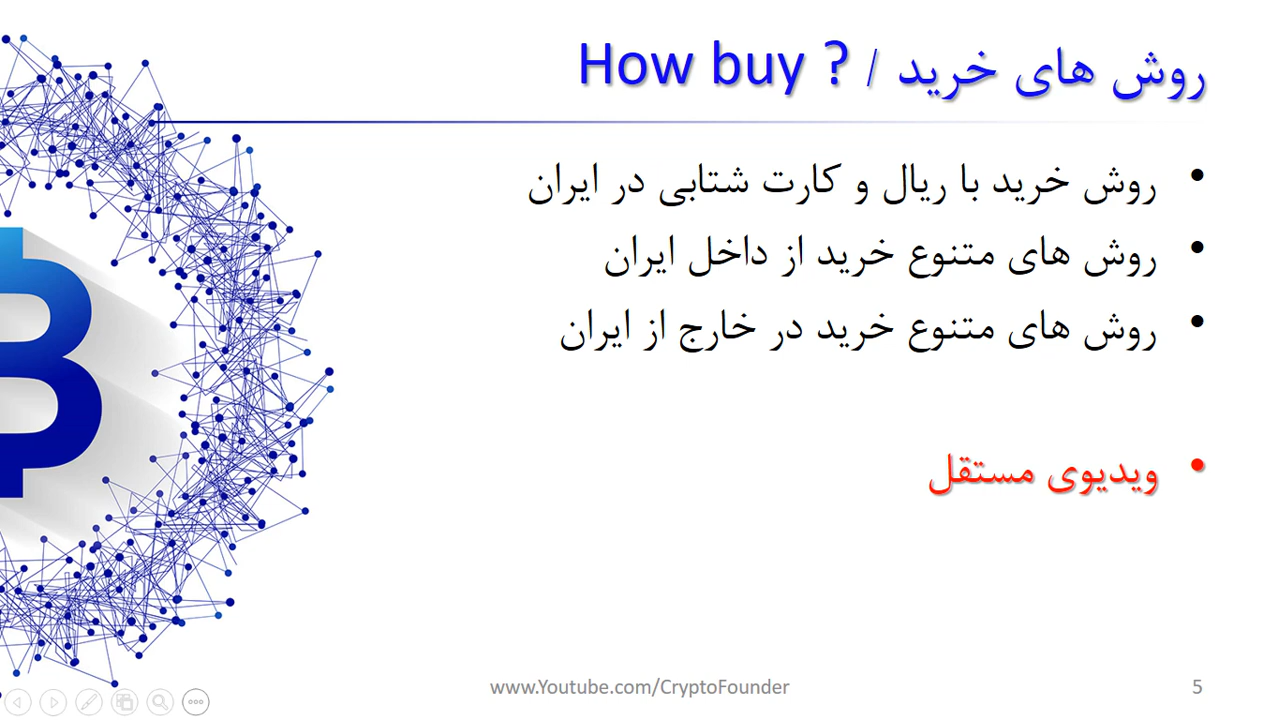 روش های خرید / How buy ?
• روش خرید با ریال و کارت شتابی در ایران
• روش های متنوع خرید از داخل ایران
• روش های متنوع خرید در خارج از ایران
• ویدیوی مستقل
www.Youtube.com/CryptoFounder
5